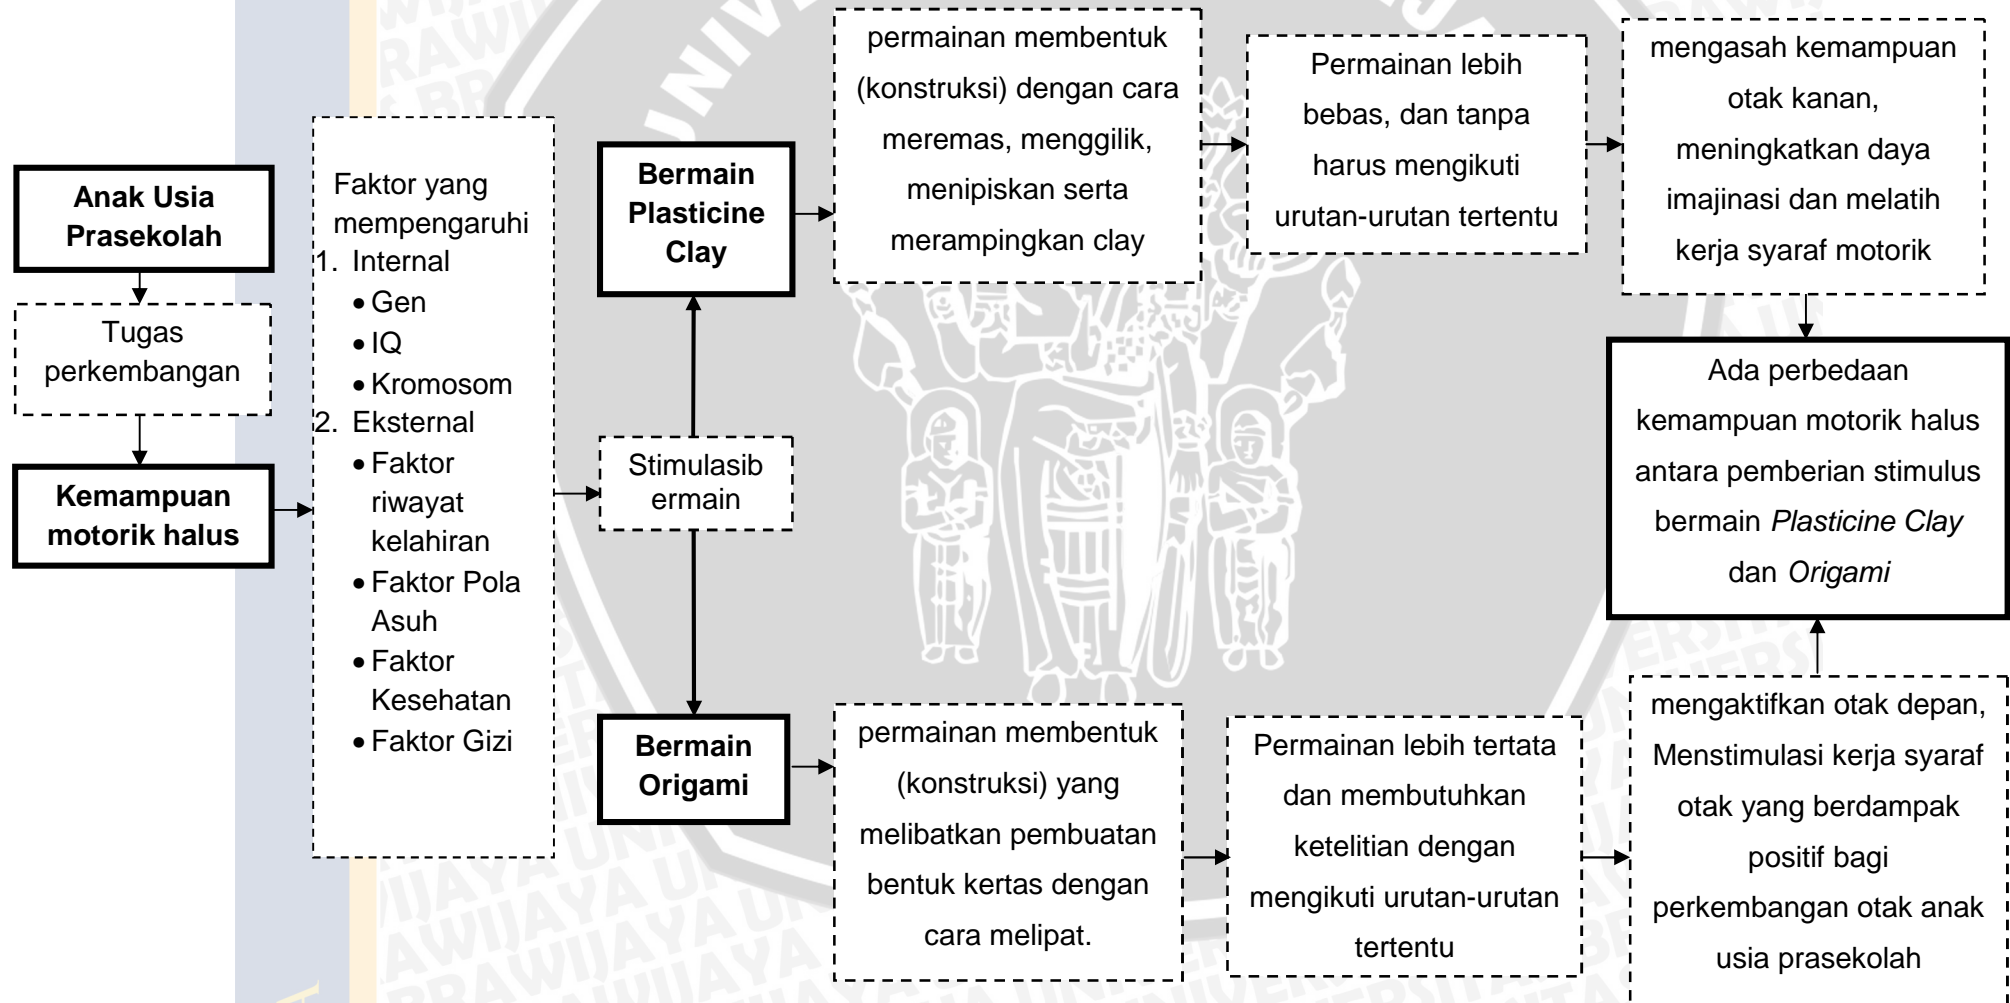 Anak Usia
Prasekolah
Tugas
perkembangan
Kemampuan
motorik halus
Faktor yang
mempengaruhi
1. Internal
• Gen
• IQ
• Kromosom
2. Eksternal
• Faktor
riwayat
kelahiran
• Faktor Pola
Asuh
• Faktor
Kesehatan
• Faktor Gizi
Stimulasib
ermain
Bermain
Plasticine
Clay
permainan membentuk
(konstruksi) dengan cara
meremas, menggilik,
menipiskan serta
merampingkan clay
Permainan lebih
bebas, dan tanpa
harus mengikuti
urutan-urutan tertentu
mengasah kemampuan
otak kanan,
meningkatkan daya
imajinasi dan melatih
kerja syaraf motorik
Ada perbedaan
kemampuan motorik halus
antara pemberian stimulus
bermain Plasticine Clay
dan Origami
Bermain
Origami
permainan membentuk
(konstruksi) yang
melibatkan pembuatan
bentuk kertas dengan
cara melipat.
Permainan lebih tertata
dan membutuhkan
ketelitian dengan
mengikuti urutan-urutan
tertentu
mengaktifkan otak depan,
Menstimulasi kerja syaraf
otak yang berdampak
positif bagi
perkembangan otak anak
usia prasekolah